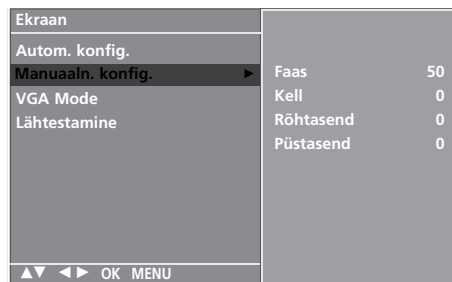 Ekraan
Autom. konfig.
Manuaaln. konfig. ►
VGA Mode
Lähtestamine
Faas 50
Kell 0
Rõhtasend 0
Püstasend 0
▲▼ ◄► OK MENU